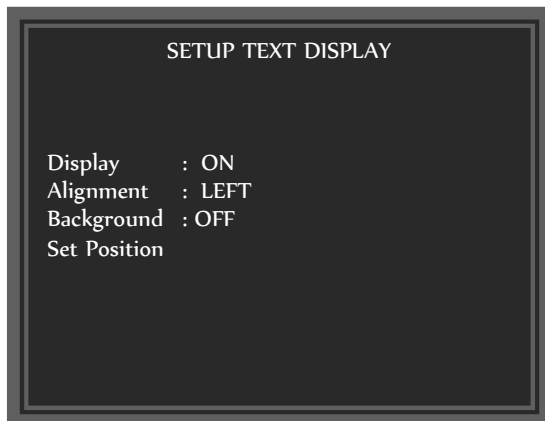 SETUP TEXT DISPLAY
Display : ON
Alignment : LEFT
Background : OFF
Set Position